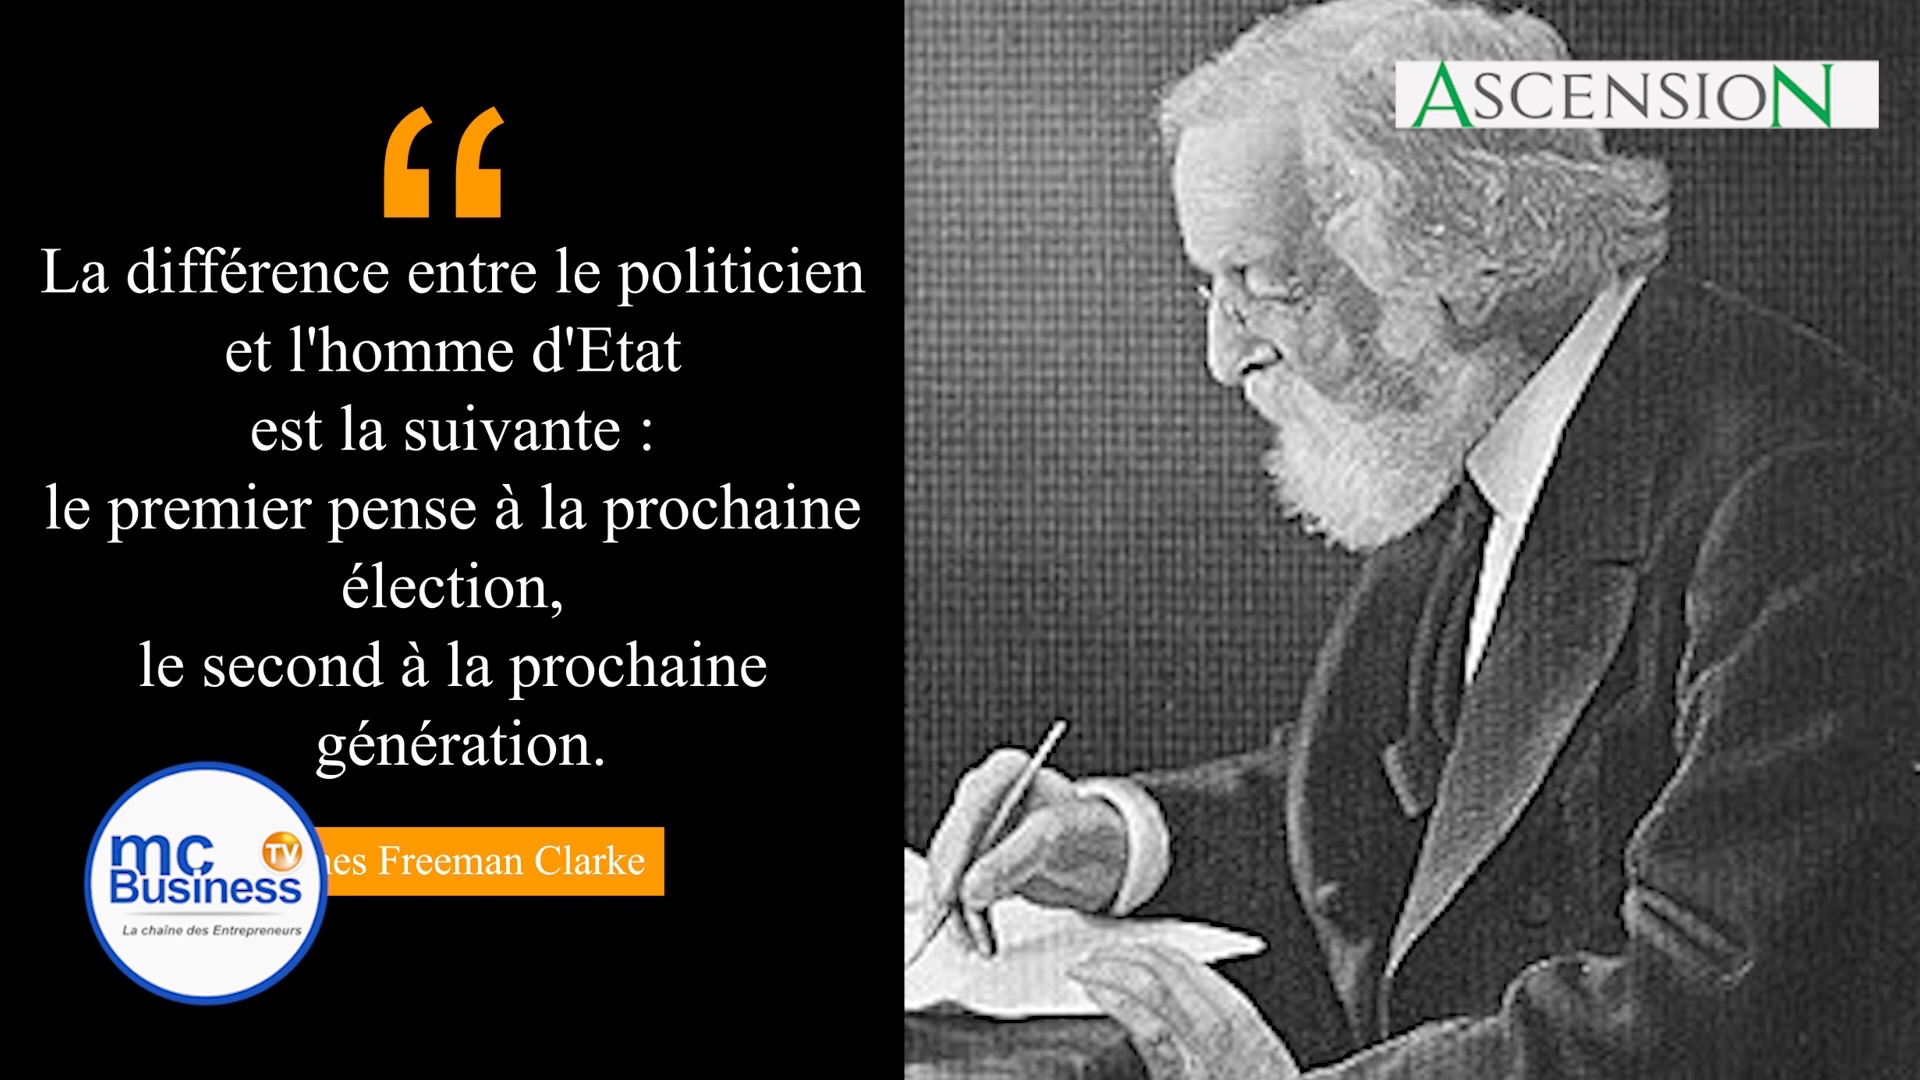 ASCENSION
“
La différence entre le politicien
et l'homme d'Etat
est la suivante :
le premier pense à la prochaine
élection,
le second à la prochaine
génération.
Freeman Clarke
mc TV
Business
La chaîne des Entrepreneurs